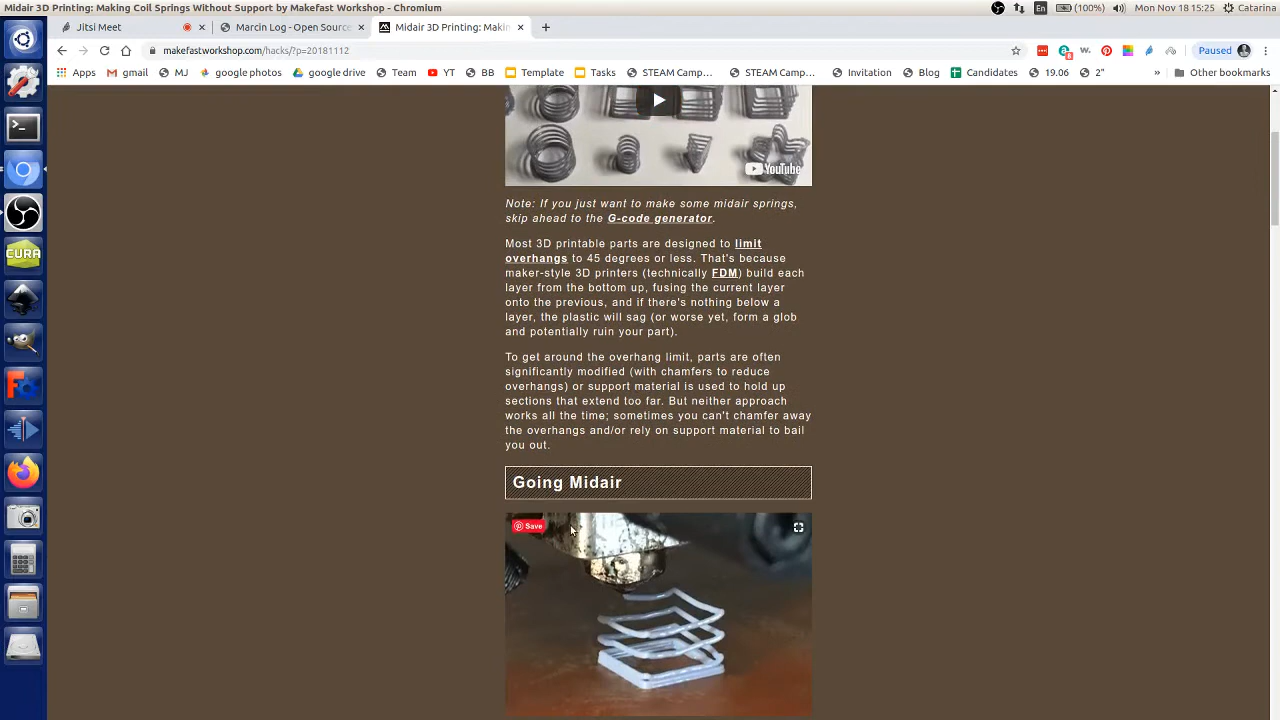 Midair 3D Printing: Making Coil Springs Without Support by Makefast Workshop - Chromium
En
(100%)
Mon Nov 18 15:25
Catarina
Jitsi Meet
Marcin Log - Open Source
Midair 3D Printing: Makin
makefastworkshop.com/hacks/?p=20181112
Paused
Apps
gmail
MJ
google photos
google drive
Team
YT
BB
Template
Tasks
STEAM Camp...
STEAM Camp...
Invitation
Blog
Candidates
19.06
2"
»
Other bookmarks
YouTube
Note: If you just want to make some midair springs,
skip ahead to the G-code generator.
Most 3D printable parts are designed to limit
overhangs to 45 degrees or less. That's because
maker-style 3D printers (technically FDM) build each
layer from the bottom up, fusing the current layer
onto the previous, and if there's nothing below a
layer, the plastic will sag (or worse yet, form a glob
and potentially ruin your part).
To get around the overhang limit, parts are often
significantly modified (with chamfers to reduce
overhangs) or support material is used to hold up
sections that extend too far. But neither approach
works all the time; sometimes you can't chamfer away
the overhangs and/or rely on support material to bail
you out.
Going Midair
Save
CURA